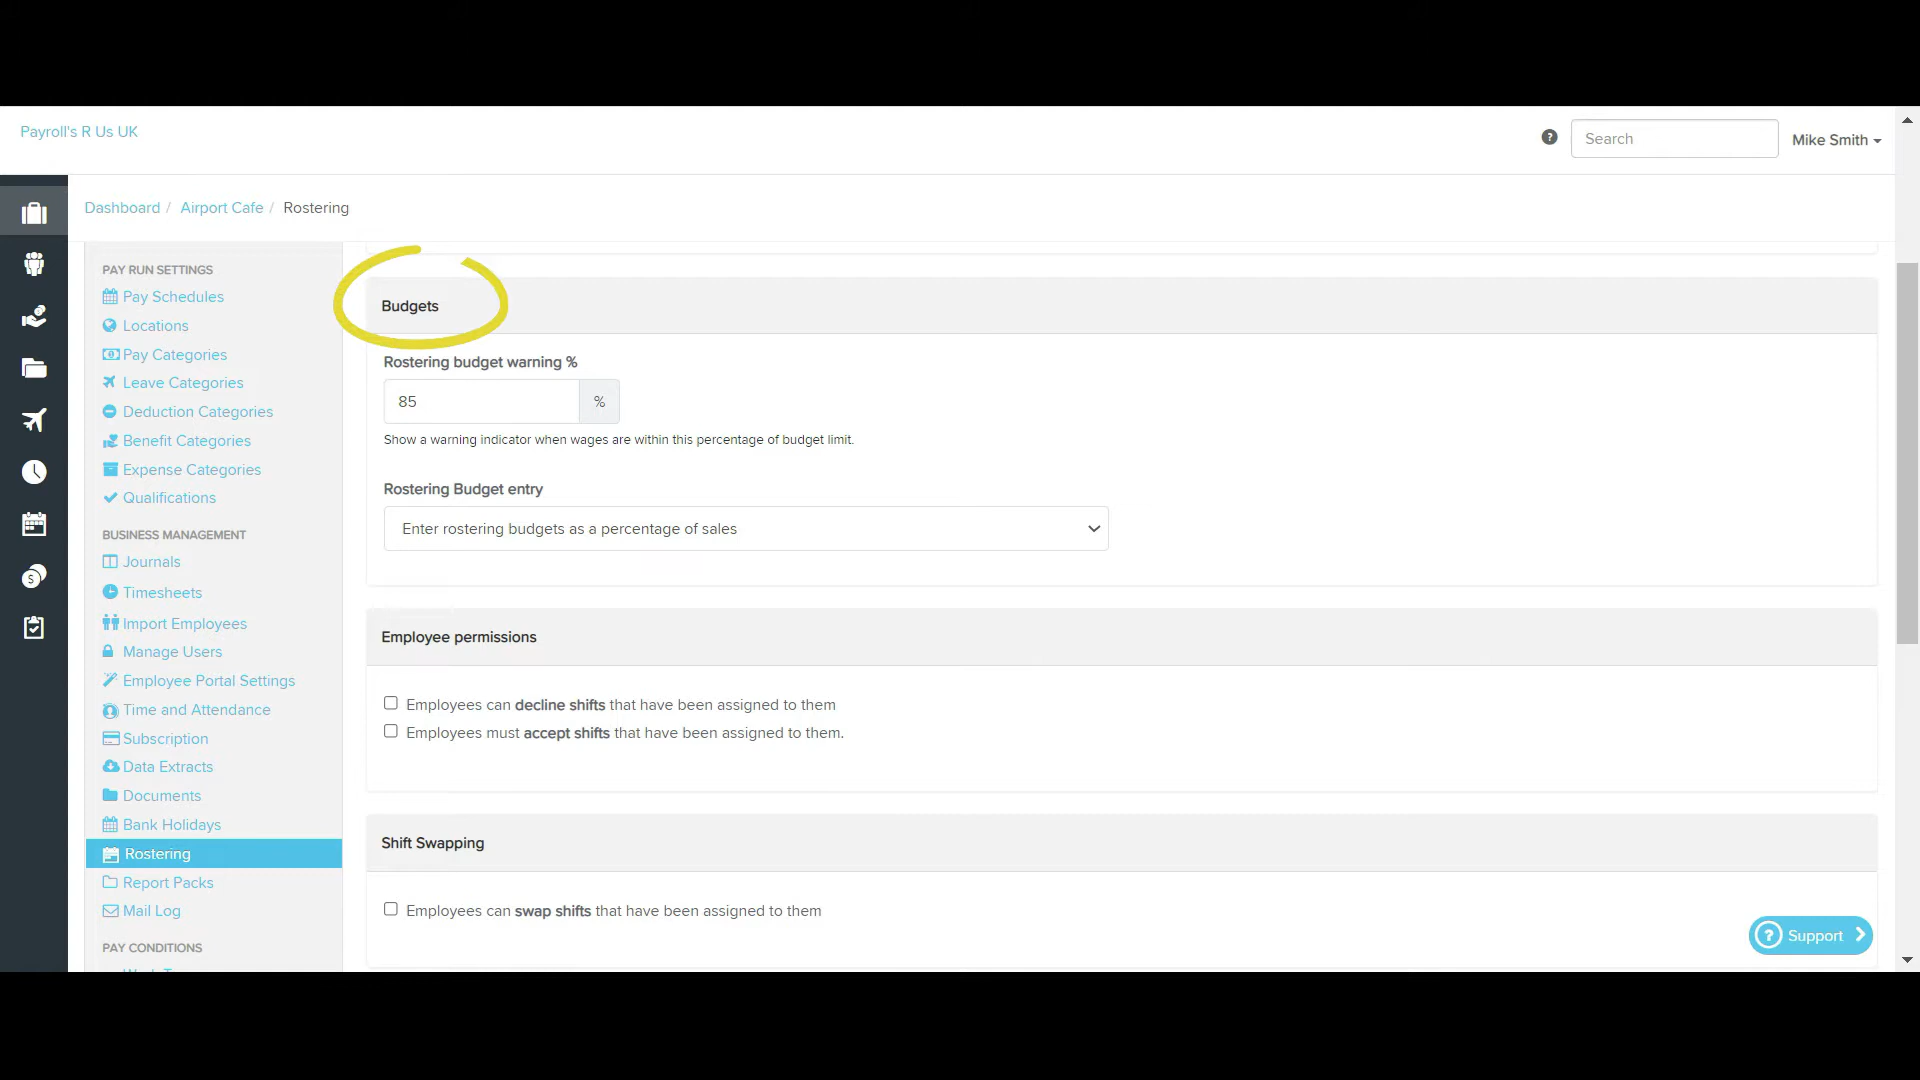 Payroll's R Us UK
Search
Mike Smith
Dashboard / Airport Cafe / Rostering
PAY RUN SETTINGS
Pay Schedules
Locations
Pay Categories
Leave Categories
Deduction Categories
Benefit Categories
Expense Categories
Qualifications
BUSINESS MANAGEMENT
Journals
Timesheets
Import Employees
Manage Users
Employee Portal Settings
Time and Attendance
Subscription
Data Extracts
Documents
Bank Holidays
Rostering
Report Packs
Mail Log
PAY CONDITIONS
Budgets
Rostering budget warning %
85 %
Show a warning indicator when wages are within this percentage of budget limit.
Rostering Budget entry
Enter rostering budgets as a percentage of sales
Employee permissions
Employees can decline shifts that have been assigned to them
Employees must accept shifts that have been assigned to them.
Shift Swapping
Employees can swap shifts that have been assigned to them
Support